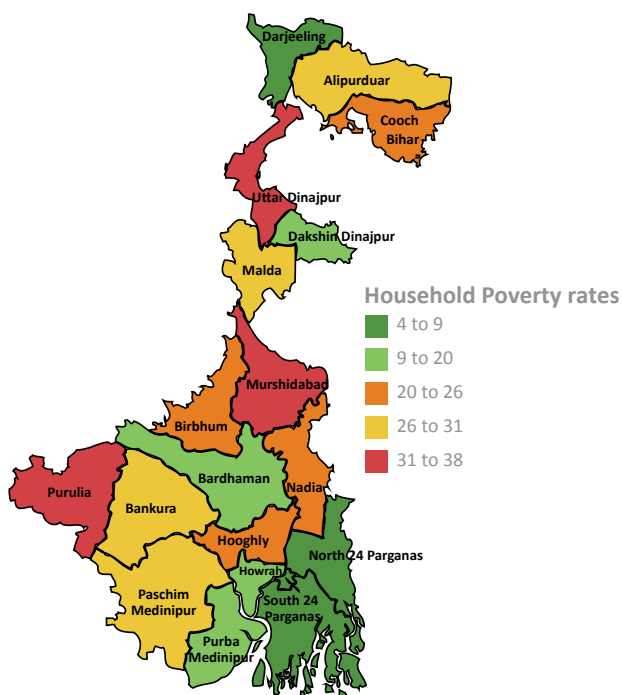 Darjeeling
Alipurduar
Cooch
Bihar
Uttar Dinajpur
Dakshin Dinajpur
Malda
Household Poverty rates
4 to 9
9 to 20
20 to 26
26 to 31
31 to 38
Murshidabad
Birbhum
Bardhaman
Purulia
Bankura
Nadia
Hooghly
North 24 Parganas
Howrah
Paschim
Medinipur
South 24
Parganas
Purba
Medinipur